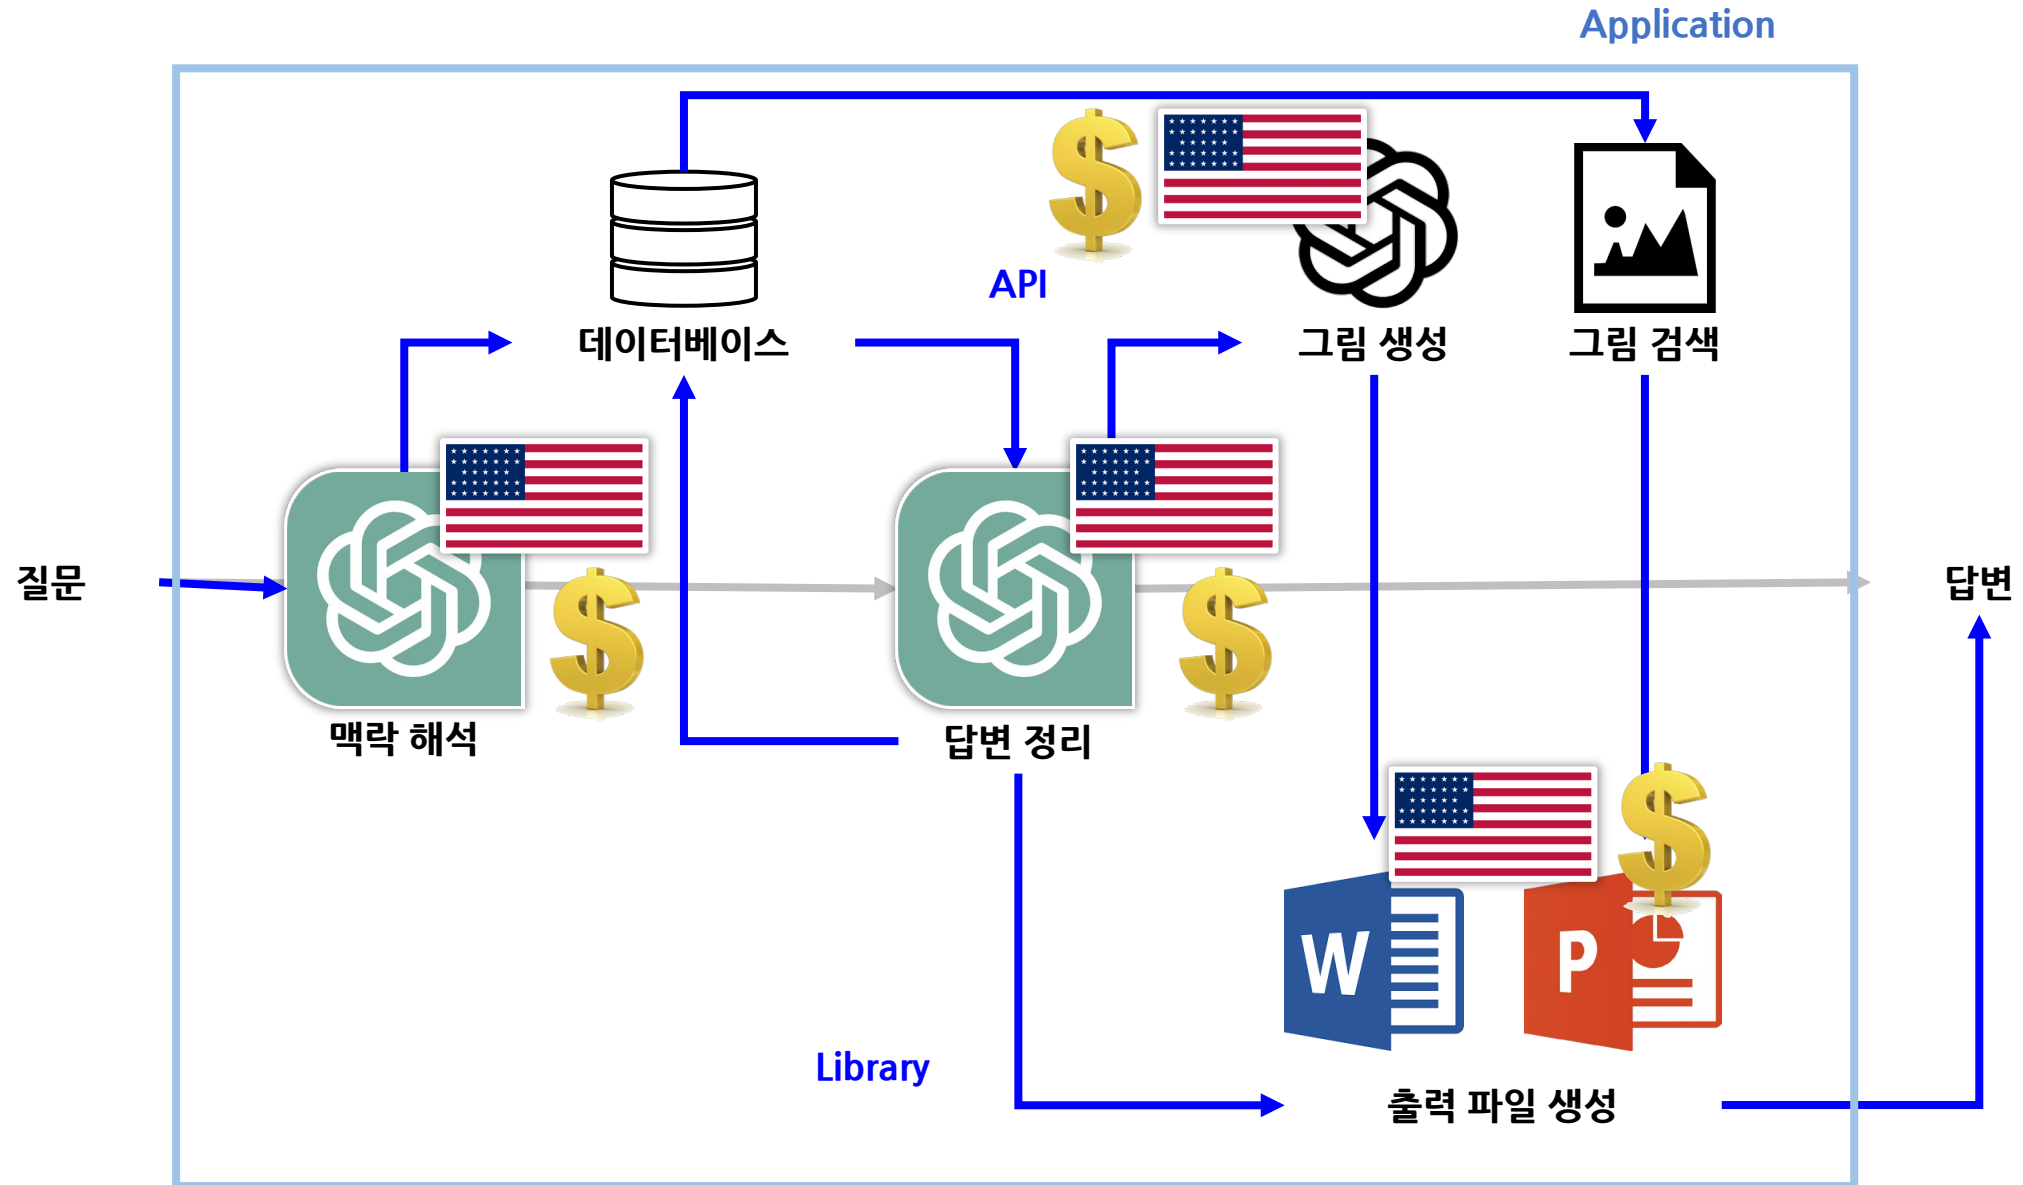 Application
API
데이터베이스
그림 생성
그림 검색
질문
답변
맥락 해석
답변 정리
W
P
Library
출력 파일 생성